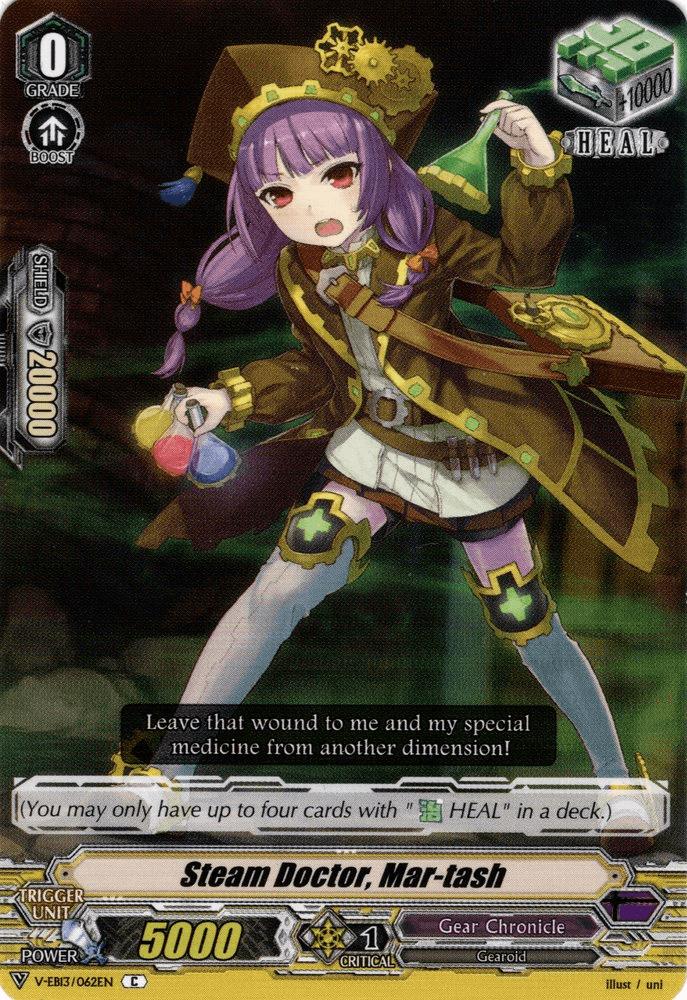 0
GRADE
BOOST
+10000
HEAL
SHIELD 20000
Leave that wound to me and my special
medicine from another dimension!
(You may only have up to four cards with " HEAL" in a deck.)
Steam Doctor, Mar-tash
TRIGGER
UNIT
POWER 5000
1
CRITICAL
Gear Chronicle
Gearoid
V-EB13/062EN C
illust / uni